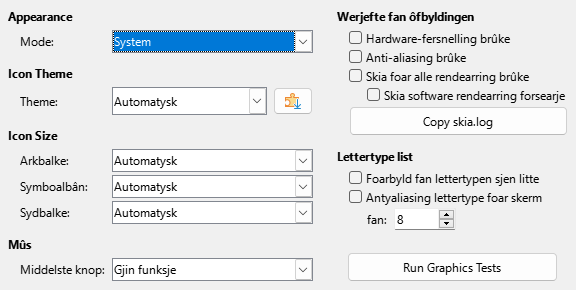 Appearance
Mode: System
Icon Theme
Theme: Automatysk
Icon Size
Arkbalke: Automatysk
Symboalbân: Automatysk
Sydbalke: Automatysk
Mûs
Middelste knop: Gjin funksje
Werjefte fan ôfbyldingen
Hardware-fersnelling brûke
Anti-aliasing brûke
Skia foar alle rendearring brûke
Skia software rendearring forsearje
Copy skia.log
Lettertype list
Foarbyld fan lettertypen sjen litte
Antyaliasing lettertype foar skerm
fan: 8
Run Graphics Tests